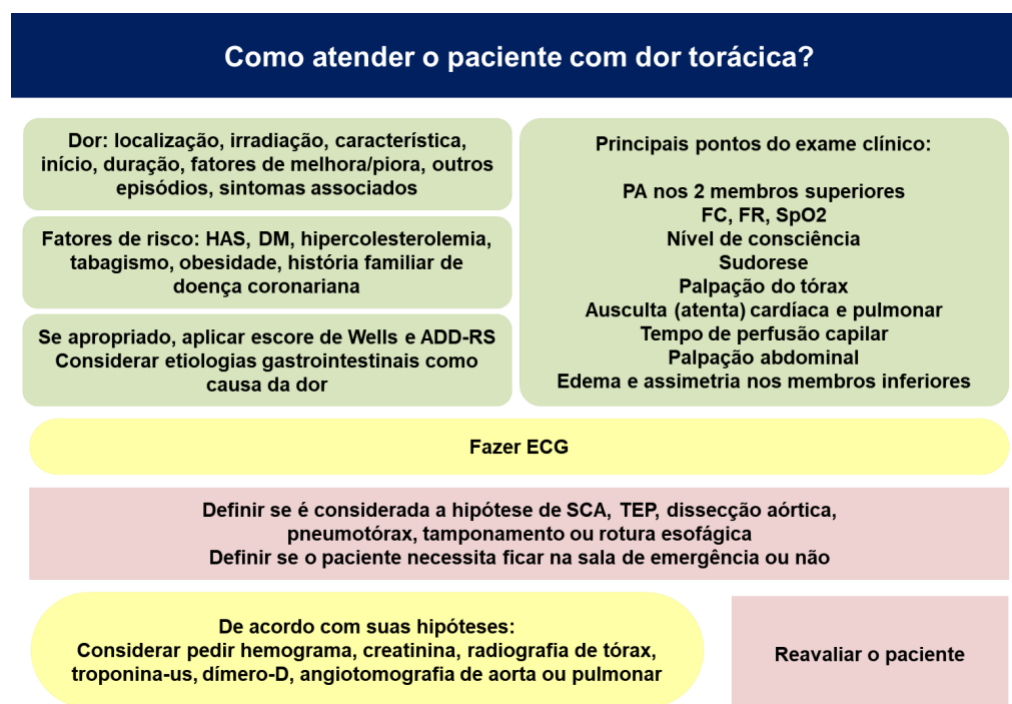 Como atender o paciente com dor torácica?
Dor: localização, irradiação, característica,
início, duração, fatores de melhora/piora, outros
episódios, sintomas associados
Fatores de risco: HAS, DM, hipercolesterolemia,
tabagismo, obesidade, história familiar de
doença coronariana
Se apropriado, aplicar escore de Wells e ADD-RS
Considerar etiologias gastrointestinais como
causa da dor
Principais pontos do exame clínico:
PA nos 2 membros superiores
FC, FR, SpO2
Nível de consciência
Sudorese
Palpação do tórax
Ausculta (atenta) cardíaca e pulmonar
Tempo de perfusão capilar
Palpação abdominal
Edema e assimetria nos membros inferiores
Fazer ECG
Definir se é considerada a hipótese de SCA, TEP, dissecção aórtica,
pneumotórax, tamponamento ou rotura esofágica
Definir se o paciente necessita ficar na sala de emergência ou não
De acordo com suas hipóteses:
Considerar pedir hemograma, creatinina, radiografia de tórax,
troponina-us, dímero-D, angiotomografia de aorta ou pulmonar
Reavaliar o paciente